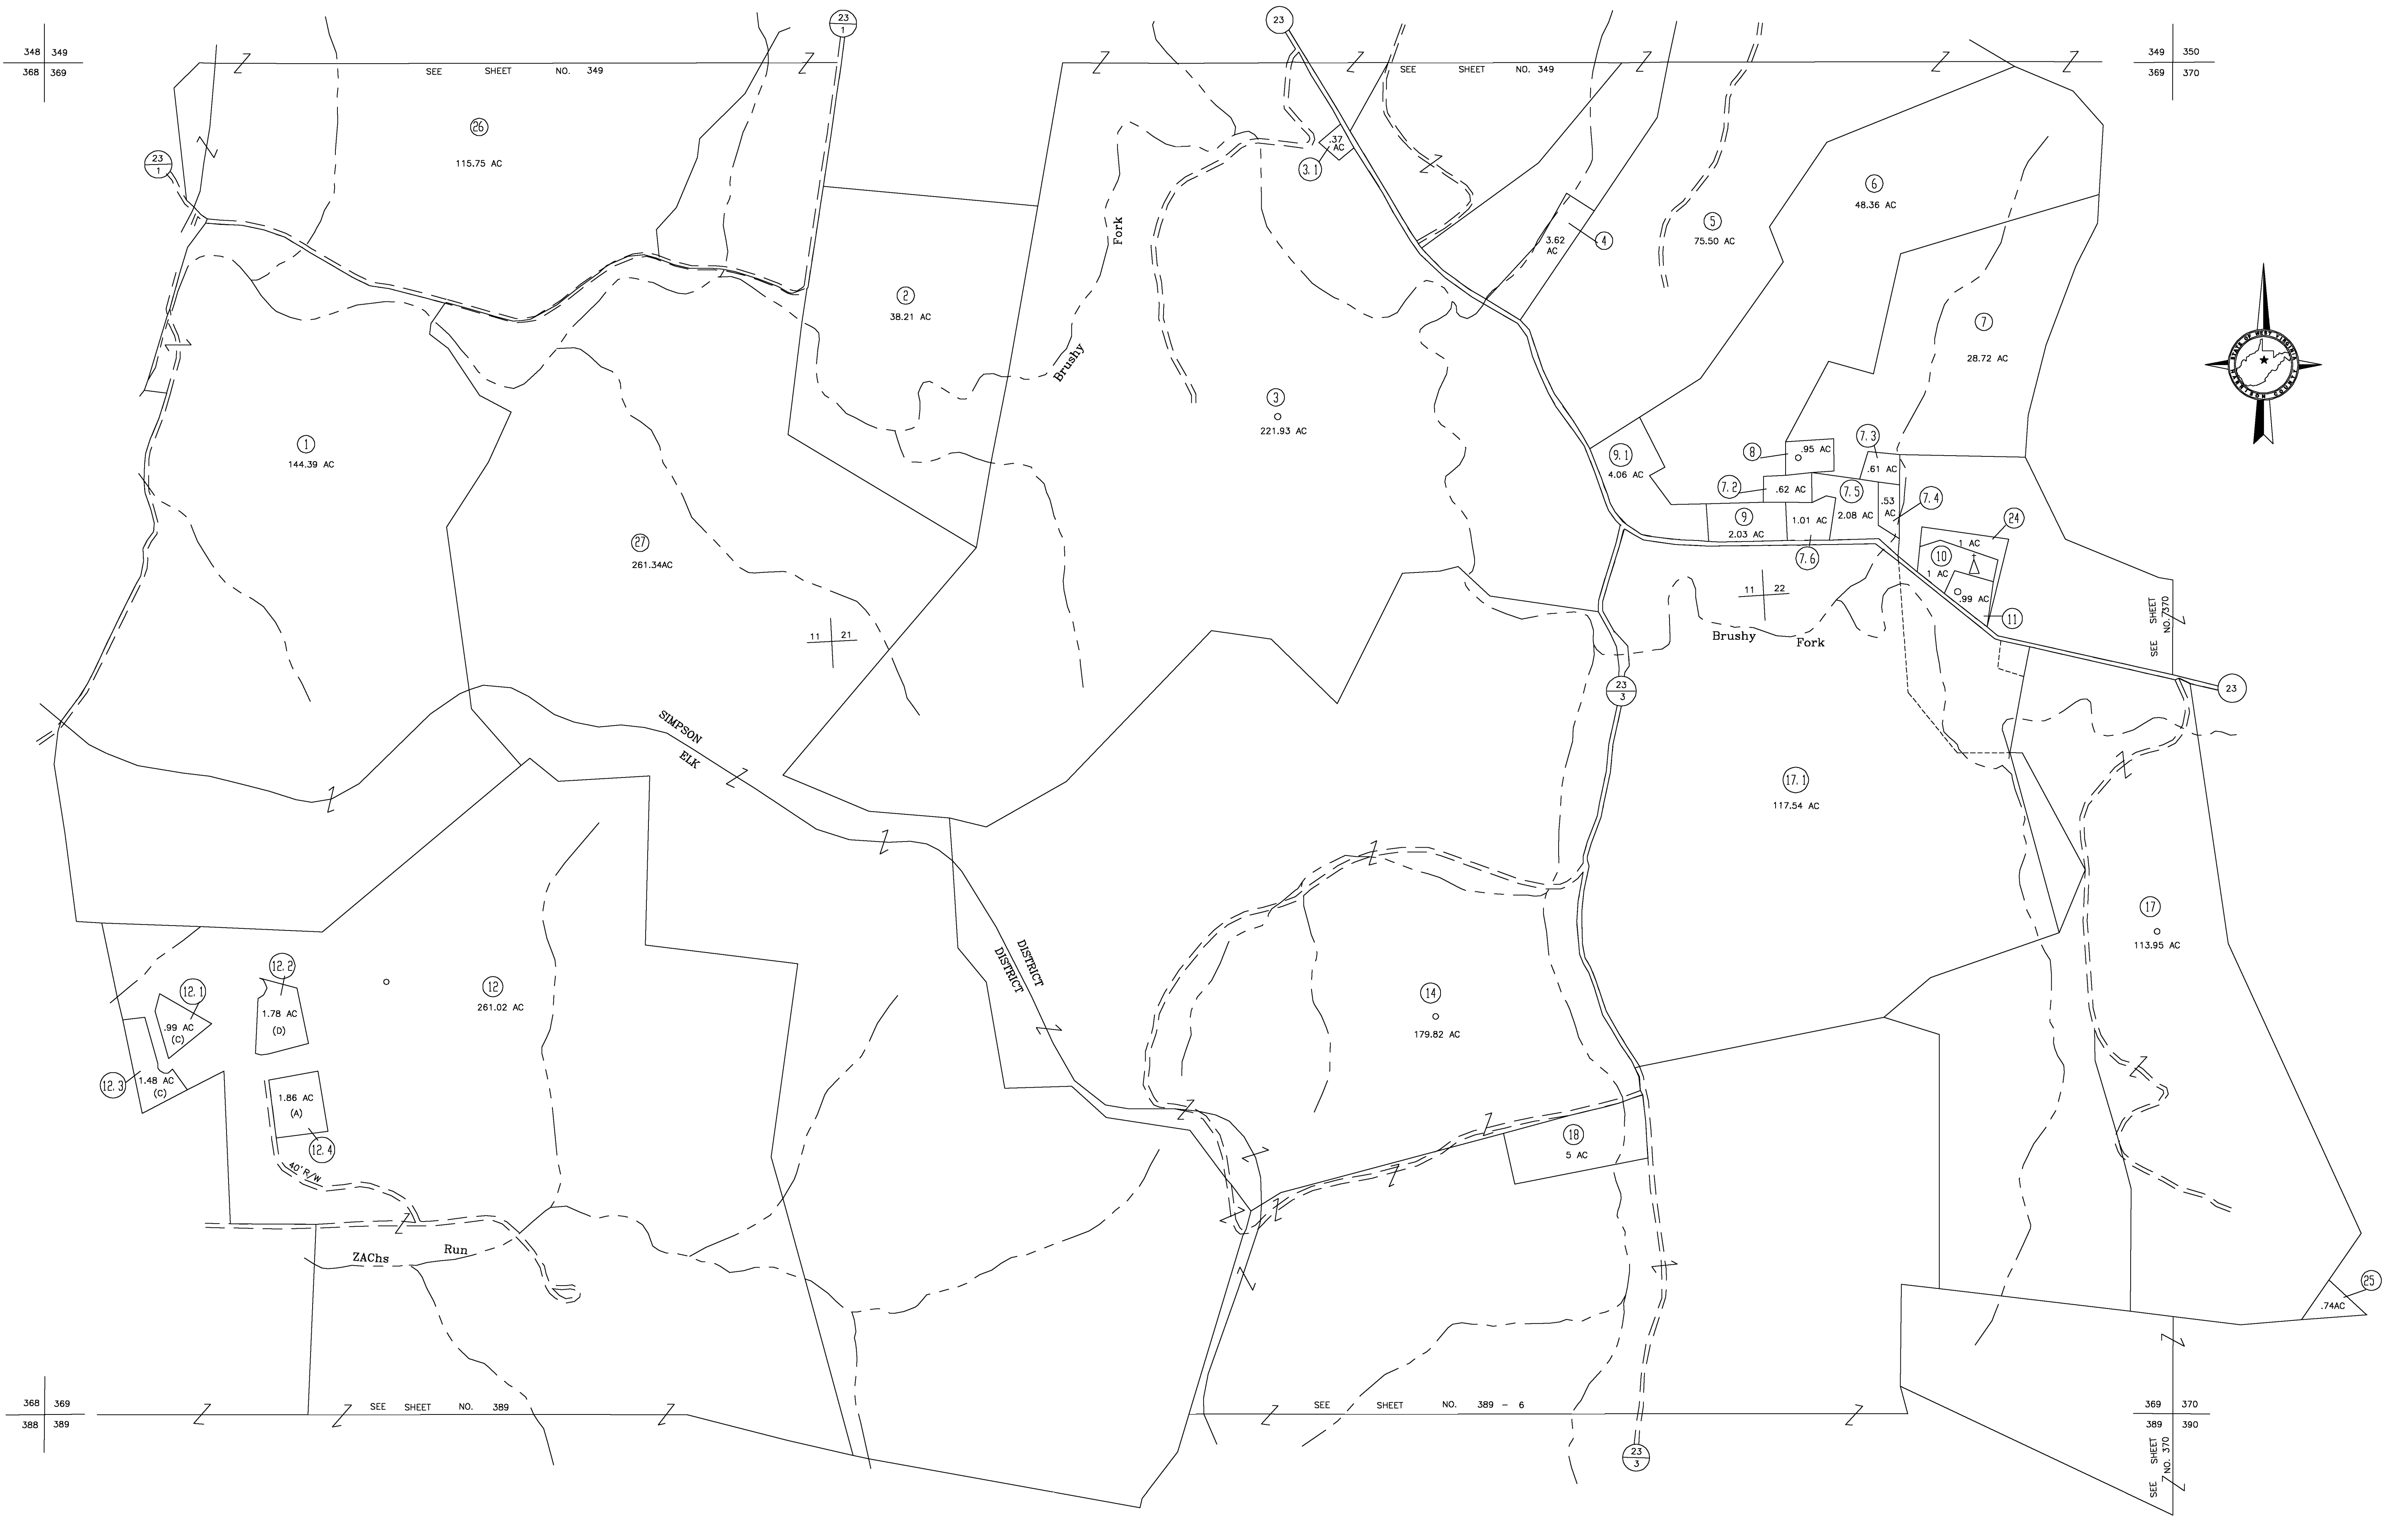 348 349
368 369
23
1
23
349 350
369 370
SEE SHEET NO. 349
SEE SHEET NO. 349
26
115.75 AC
23
1
.37
AC
3.1
6
48.36 AC
5
75.50 AC
3.62
AC
4
Fork
Brushy
2
38.21 AC
7
28.72 AC
STATE OF WEST VIRGINIA
HARRISON COUNTY
3
221.93 AC
1
144.39 AC
9.1
4.06 AC
8
.95 AC
7.3
.61 AC
7.2
.62 AC
7.5
2.08 AC
.53
AC
7.4
9
2.03 AC
1.01 AC
7.6
24
1 AC
10
1 AC
.99 AC
11
27
261.34AC
11 21
11 22
Brushy Fork
SEE SHEET
NO. 370
23
3
23
SIMPSON
ELK
17.1
117.54 AC
17
113.95 AC
DISTRICT
DISTRICT
12.2
1.78 AC
(D)
12.1
.99 AC
(C)
12
261.02 AC
14
179.82 AC
12.3
1.48 AC
(C)
1.86 AC
(A)
12.4
18
5 AC
40' R/W
ZAChs Run
25
.74AC
368 369
388 389
SEE SHEET NO. 389
SEE SHEET NO. 389 - 6
369 370
389 390
23
3
SEE SHEET
NO. 370